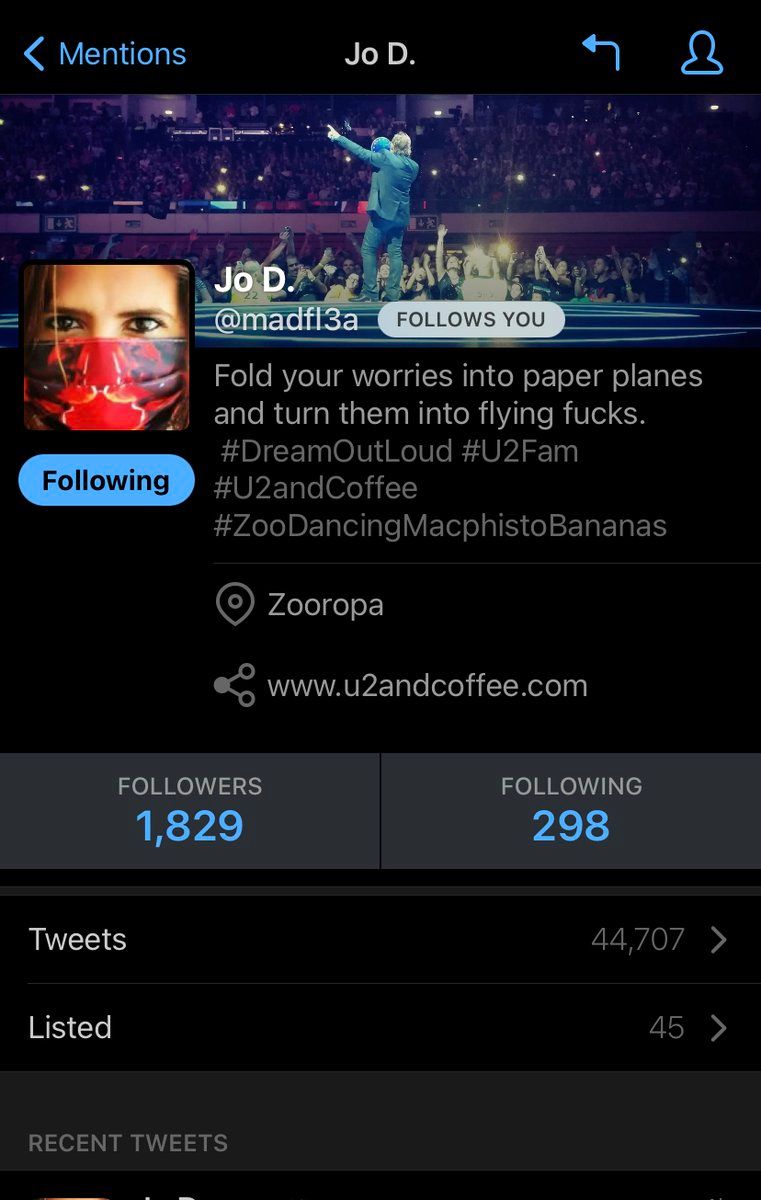 Mentions
Jo D.
Jo D.
@madfl3a
FOLLOWS YOU
Fold your worries into paper planes
and turn them into flying fucks.
#DreamOutLoud #U2Fam
#U2andCoffee
#ZooDancingMacphistoBananas
Following
Zooropa
www.u2andcoffee.com
FOLLOWERS
1,829
FOLLOWING
298
Tweets 44,707
Listed 45
RECENT TWEETS